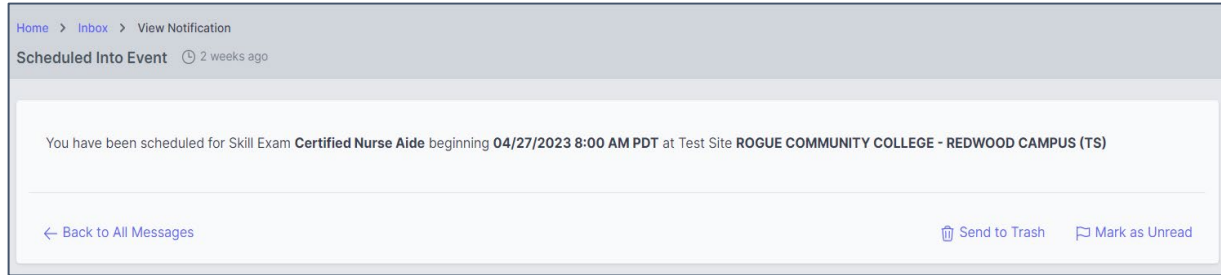 Home > Inbox > View Notification
Scheduled Into Event 2 weeks ago
You have been scheduled for Skill Exam Certified Nurse Aide beginning 04/27/2023 8:00 AM PDT at Test Site ROGUE COMMUNITY COLLEGE - REDWOOD CAMPUS (TS)
← Back to All Messages Send to Trash Mark as Unread